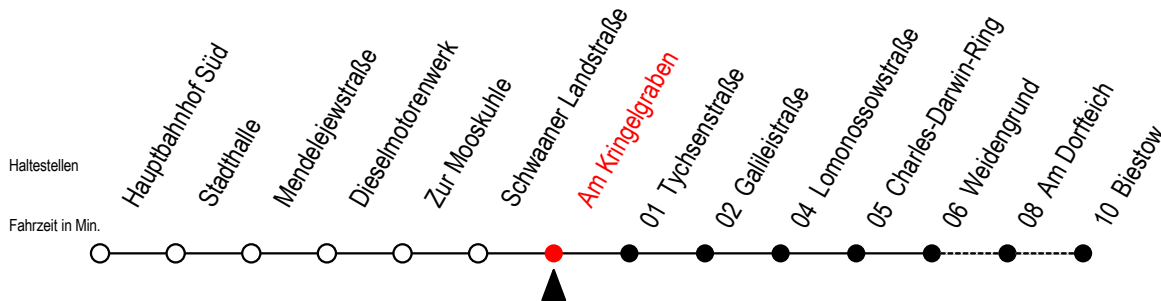 Haltestellen
Hauptbahnhof Süd
Stadthalle
Mendelejewstraße
Dieselmotorenwerk
Zur Mooskuhle
Schwaaner Landstraße
Am Kringelgraben
01 Tychsenstraße
02 Galileistraße
04 Lomonossowstraße
05 Charles-Darwin-Ring
06 Weidengrund
08 Am Dorfteich
10 Biestow
Fahrzeit in Min.